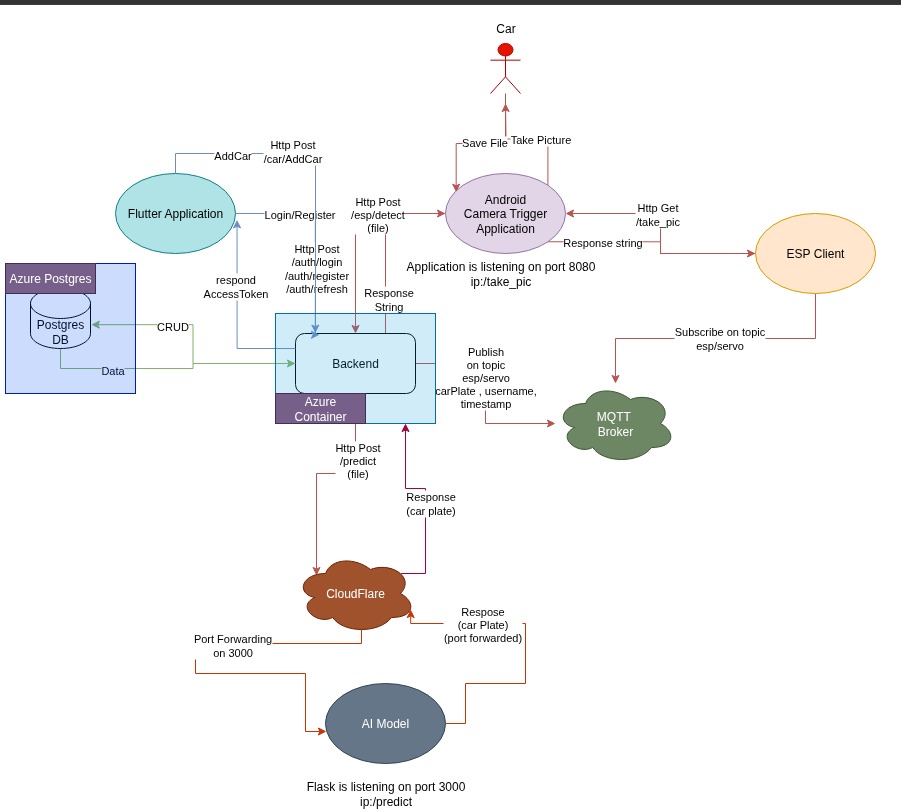 Car
Save File
Take Picture
AddCar
Http Post
/car/AddCar
Flutter Application
Login/Register
Http Post
/esp/detect
(file)
Android
Camera Trigger
Application
Http Get
/take_pic
Response string
ESP Client
Application is listening on port 8080
ip:/take_pic
Http Post
/auth/login
/auth/register
/auth/refresh
respond
AccessToken
Response
String
Azure Postgres
Postgres
DB
CRUD
Data
Backend
Azure
Container
Publish
on topic
esp/servo
carPlate , username,
timestamp
Subscribe on topic
esp/servo
MQTT
Broker
Http Post
/predict
(file)
Response
(car plate)
CloudFlare
Port Forwarding
on 3000
Respose
(car Plate)
(port forwarded)
AI Model
Flask is listening on port 3000
ip:/predict